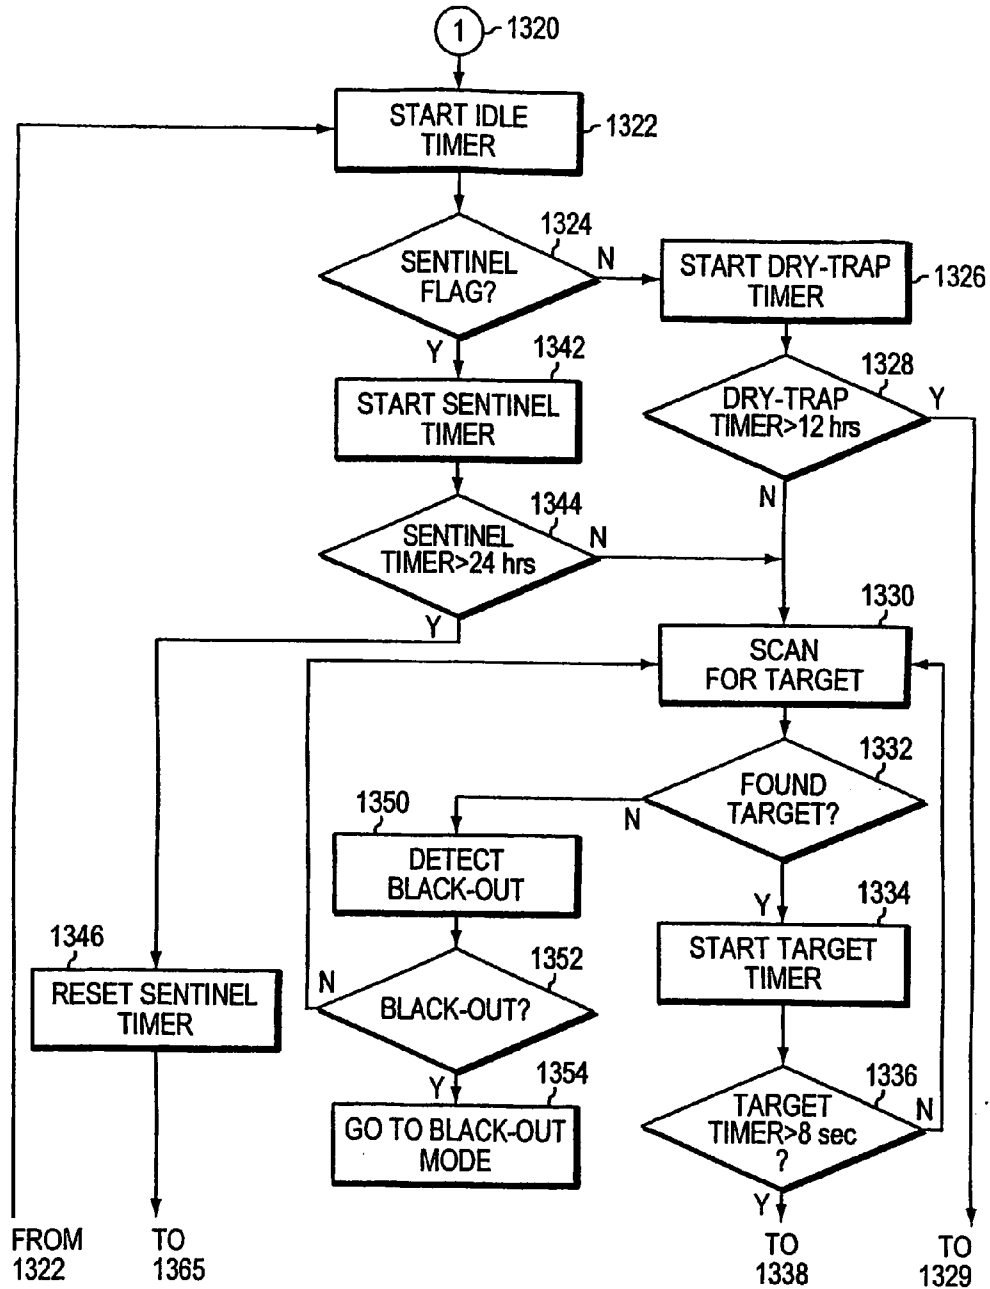 1
1320
START IDLE
TIMER
1322
1324
SENTINEL
FLAG?
N
Y
START DRY-TRAP
TIMER
1326
1342
START SENTINEL
TIMER
1328
DRY-TRAP
TIMER>12 hrs
Y
N
1344
SENTINEL
TIMER>24 hrs
N
Y
1330
SCAN
FOR TARGET
1332
FOUND
TARGET?
N
Y
1350
DETECT
BLACK-OUT
1334
START TARGET
TIMER
1346
RESET SENTINEL
TIMER
1352
BLACK-OUT?
N
Y
1354
GO TO BLACK-OUT
MODE
1336
TARGET
TIMER>8 sec
?
N
Y
FROM
1322
TO
1365
TO
1338
TO
1329